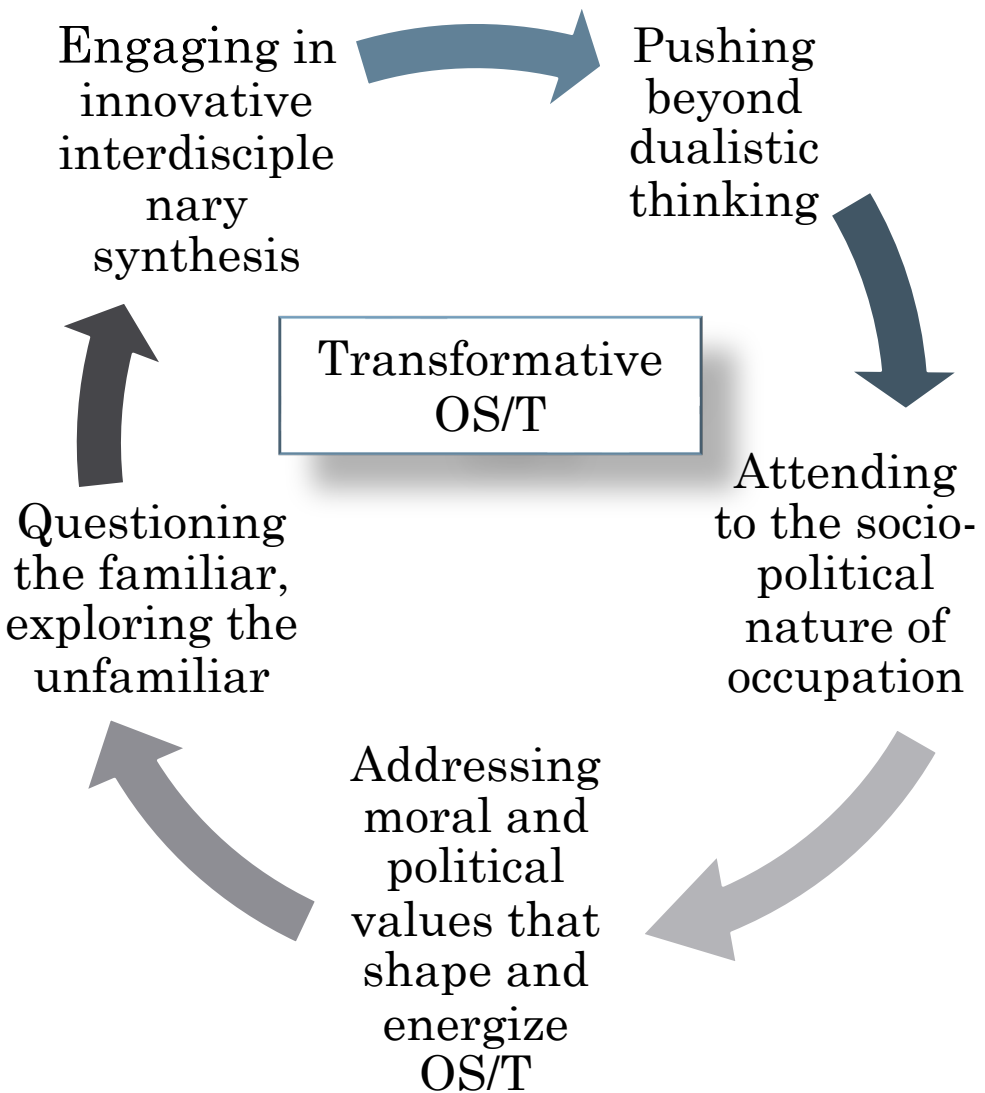 Engaging in
innovative
interdisciple
nary
synthesis
Pushing
beyond
dualistic
thinking
Transformative
OS/T
Attending
to the socio-
political
nature of
occupation
Addressing
moral and
political
values that
shape and
energize
OS/T
Questioning
the familiar,
exploring the
unfamiliar